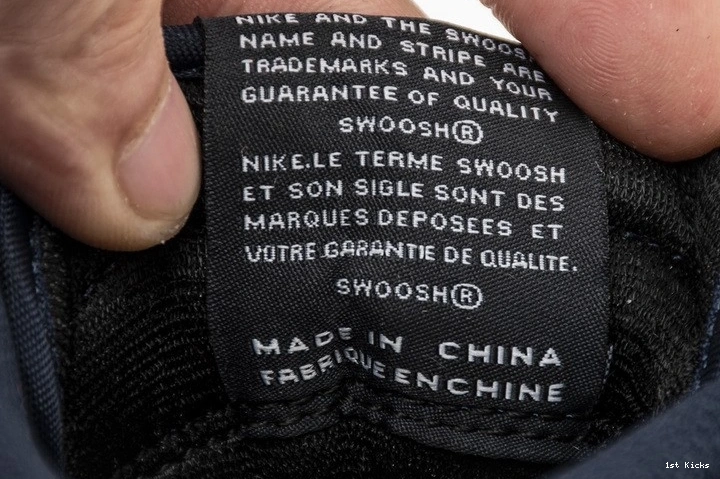 NIKE AND THE SWOOSH
NAME AND STRIPE ARE
TRADEMARKS AND YOUR
GUARANTEE OF QUALITY
SWOOSH®
NIKE.LE TERME SWOOSH
ET SON SIGLE SONT DES
MARQUES DEPOSEES ET
VOTRE GARANTIE DE QUALITE.
SWOOSH®
MADE IN CHINA
FABRIQUE EN CHINE
1st Kicks